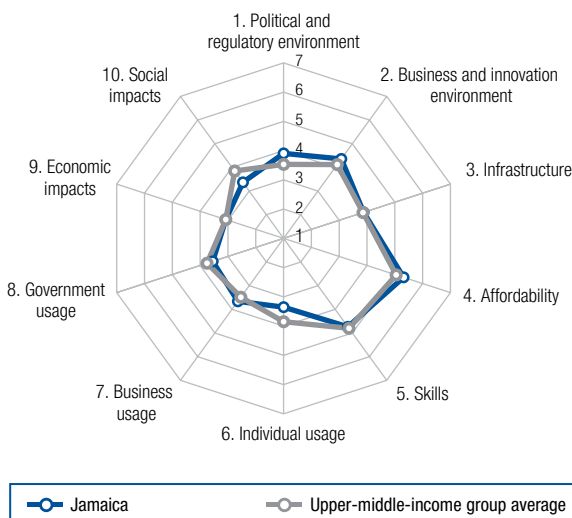 1. Political and
regulatory environment
2. Business and innovation
environment
3. Infrastructure
4. Affordability
5. Skills
6. Individual usage
7. Business
usage
8. Government
usage
9. Economic
impacts
10. Social
impacts
7
6
5
4
3
2
1
Jamaica
Upper-middle-income group average